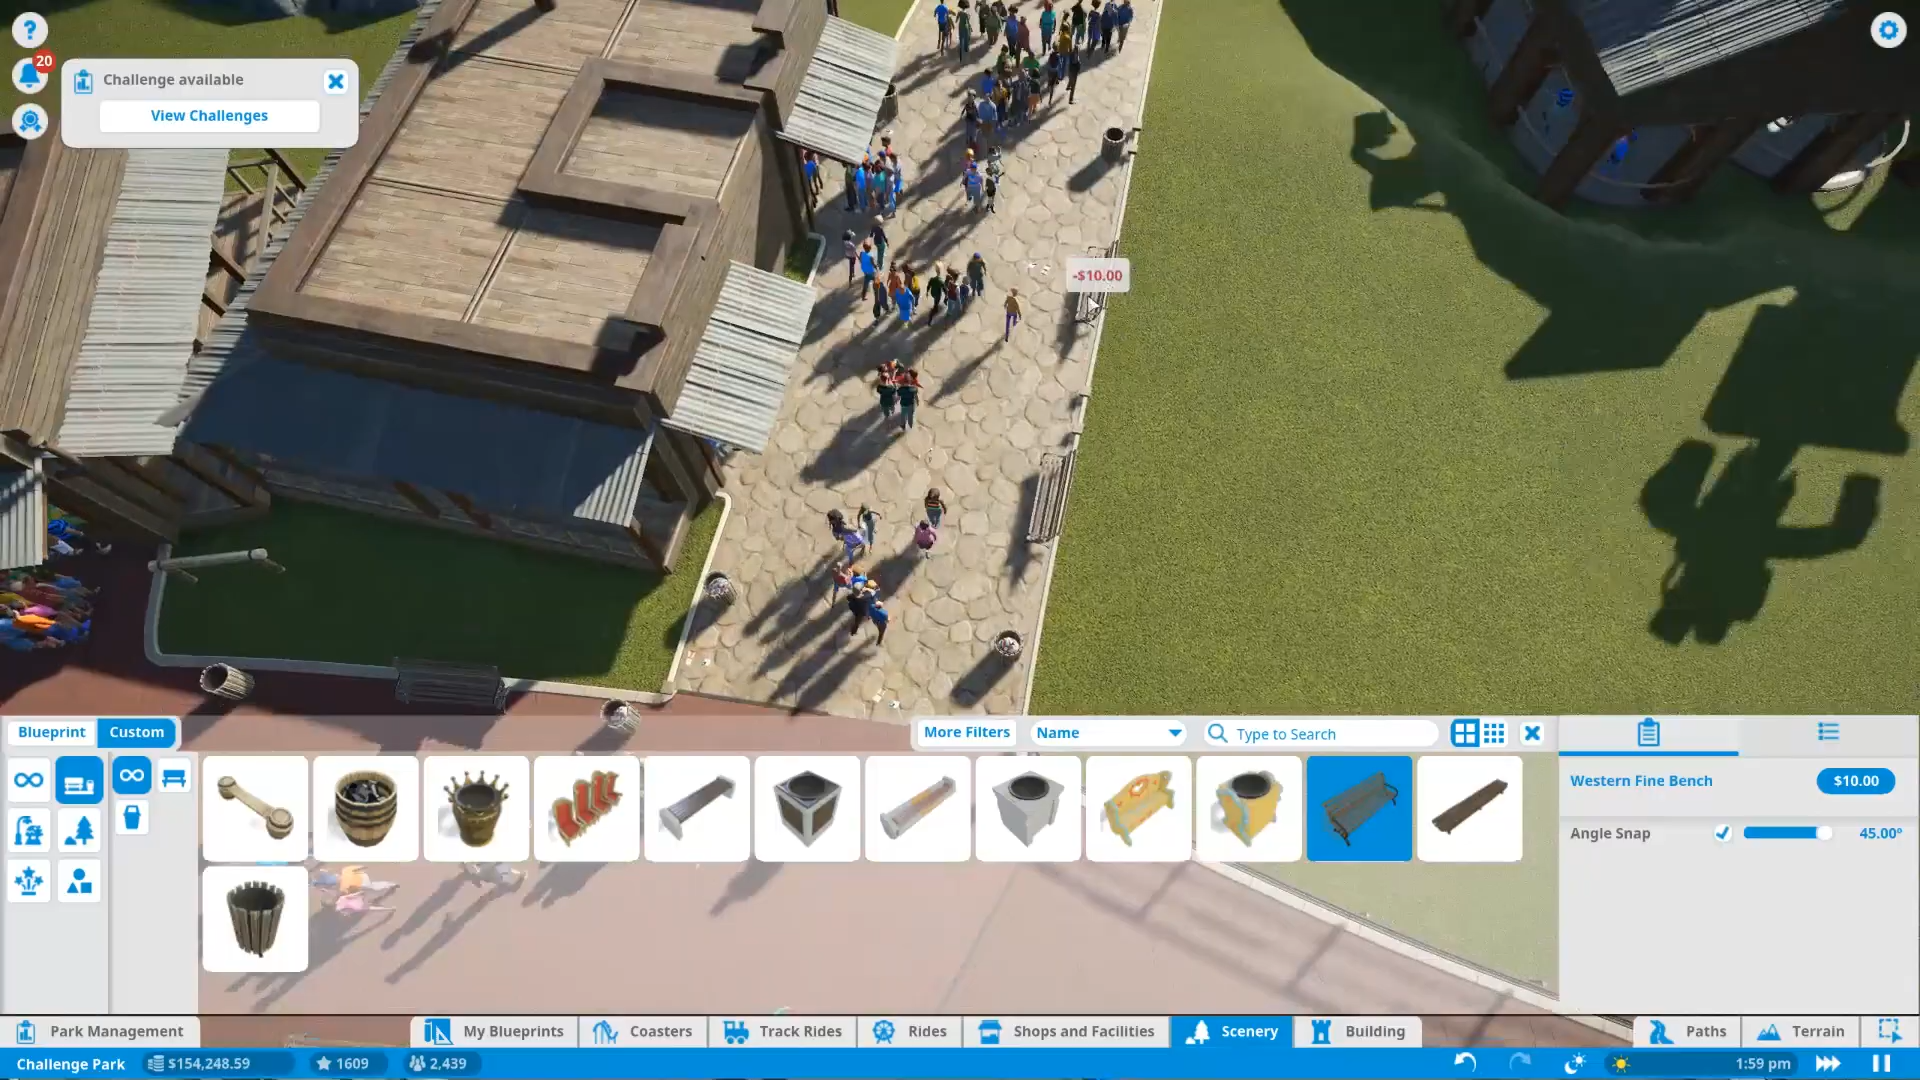 ?
20
Challenge available
View Challenges
-$10.00
Blueprint
Custom
More Filters
Name
Type to Search
Western Fine Bench
$10.00
Angle Snap
45.00°
Park Management
My Blueprints
Coasters
Track Rides
Rides
Shops and Facilities
Scenery
Building
Paths
Terrain
Challenge Park
$154,248.59
1609
2,439
1:59 pm